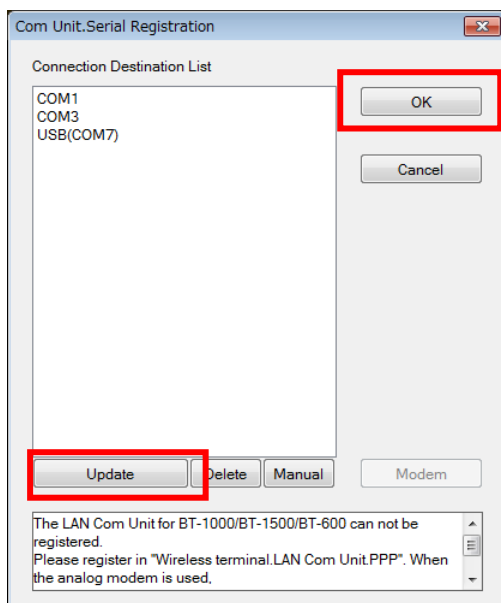 Com Unit.Serial Registration
Connection Destination List
COM1
COM3
USB(COM7)
OK
Cancel
Update Delete Manual Modem
The LAN Com Unit for BT-1000/BT-1500/BT-600 can not be
registered.
Please register in "Wireless terminal.LAN Com Unit.PPP". When
the analog modem is used,